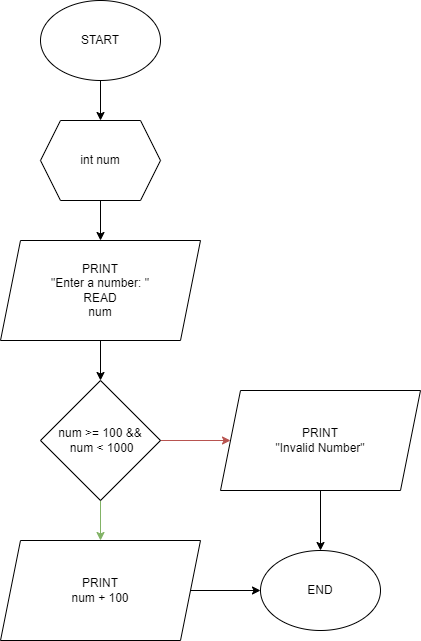 START
int num
PRINT
"Enter a number: "
READ
num
num >= 100 &&
num < 1000
PRINT
"Invalid Number"
PRINT
num + 100
END